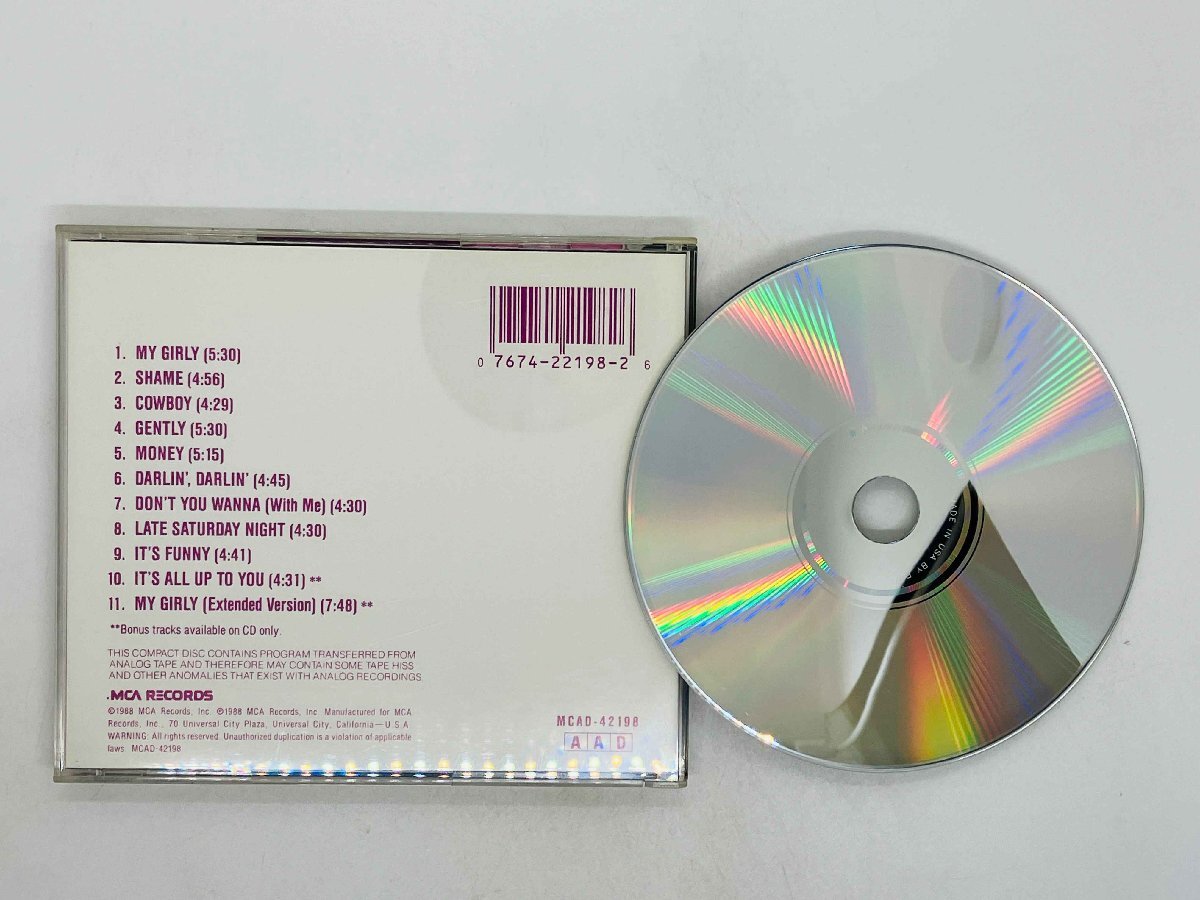 0 7674-22198-2 6
1. MY GIRLY (5:30)
2. SHAME (4:56)
3. COWBOY (4:29)
4. GENTLY (5:30)
5. MONEY (5:15)
6. DARLIN', DARLIN' (4:45)
7. DON'T YOU WANNA (With Me) (4:30)
8. LATE SATURDAY NIGHT (4:30)
9. IT'S FUNNY (4:41)
10. IT'S ALL UP TO YOU (4:31) **
11. MY GIRLY (Extended Version) (7:48) **
**Bonus tracks available on CD only.
THIS COMPACT DISC CONTAINS PROGRAM TRANSFERRED FROM
ANALOG TAPE AND THEREFORE MAY CONTAIN SOME TAPE HISS
AND OTHER ANOMALIES THAT EXIST WITH ANALOG RECORDINGS.
.MCA RECORDS
©1988 MCA Records, Inc. ℗1988 MCA Records, Inc. Manufactured for MCA
Records, Inc., 70 Universal City Plaza, Universal City, California—U.S.A.
WARNING: All rights reserved. Unauthorized duplication is a violation of applicable
laws MCAD-42198
MCAD-42198
A A D
MADE IN USA BY